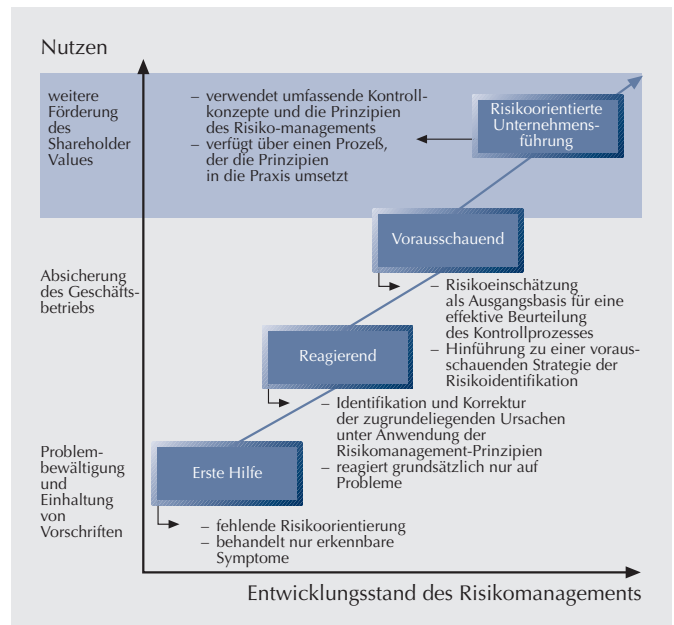 Nutzen
weitere
Förderung
des
Shareholder
Values
– verwendet umfassende Kontroll-
konzepte und die Prinzipien
des Risiko-managements
– verfügt über einen Prozeß,
der die Prinzipien
in die Praxis umsetzt
Risikoorientierte
Unternehmens-
führung
Vorausschauend
Absicherung
des Geschäfts-
betriebs
– Risikoeinschätzung
als Ausgangsbasis für eine
effektive Beurteilung
des Kontrollprozesses
– Hinführung zu einer voraus-
schauenden Strategie der
Risikoidentifikation
Reagierend
– Identifikation und Korrektur
der zugrundeliegenden Ursachen
unter Anwendung der
Risikomanagement-Prinzipien
– reagiert grundsätzlich nur auf
Probleme
Problem-
bewältigung
und
Einhaltung
von
Vorschriften
Erste Hilfe
– fehlende Risikoorientierung
– behandelt nur erkennbare
Symptome
Entwicklungsstand des Risikomanagements